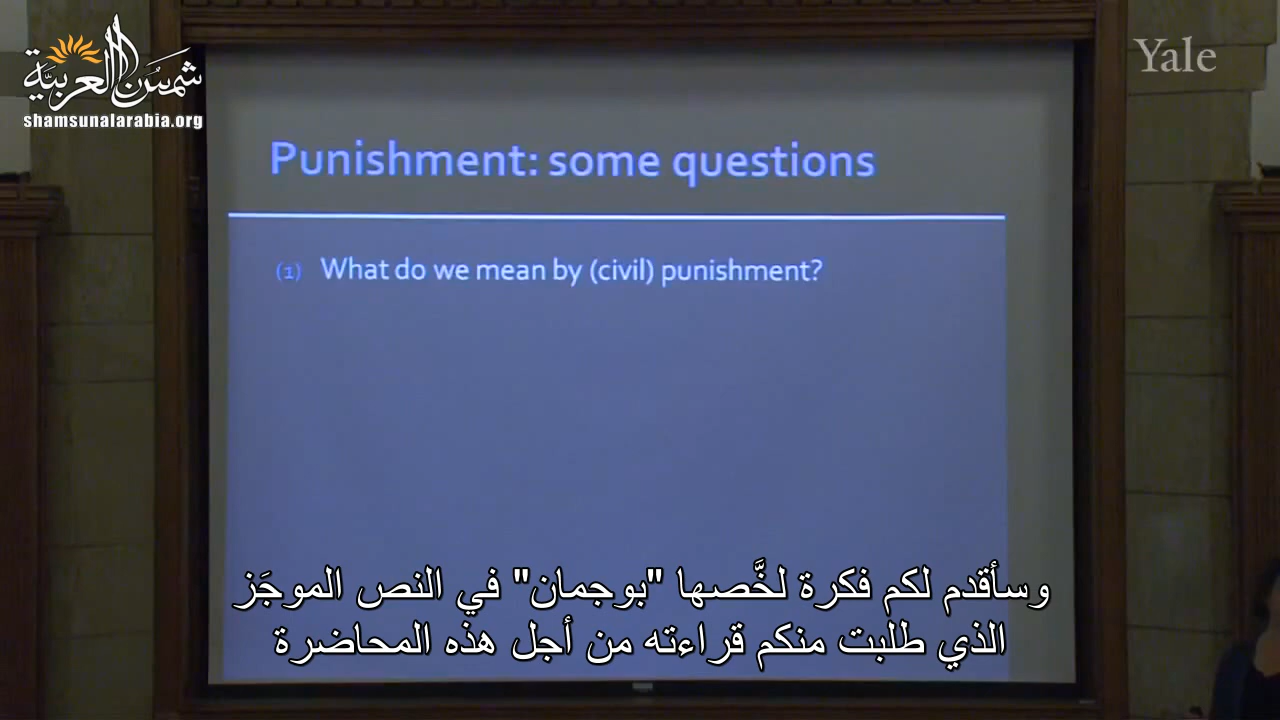 شمس العربية
shamsunalarabia.org
Yale
Punishment: some questions
(1) What do we mean by (civil) punishment?
وسأقدم لكم فكرة لخَّصها "بوجمان" في النص الموجَز
الذي طلبت منكم قراءته من أجل هذه المحاضرة